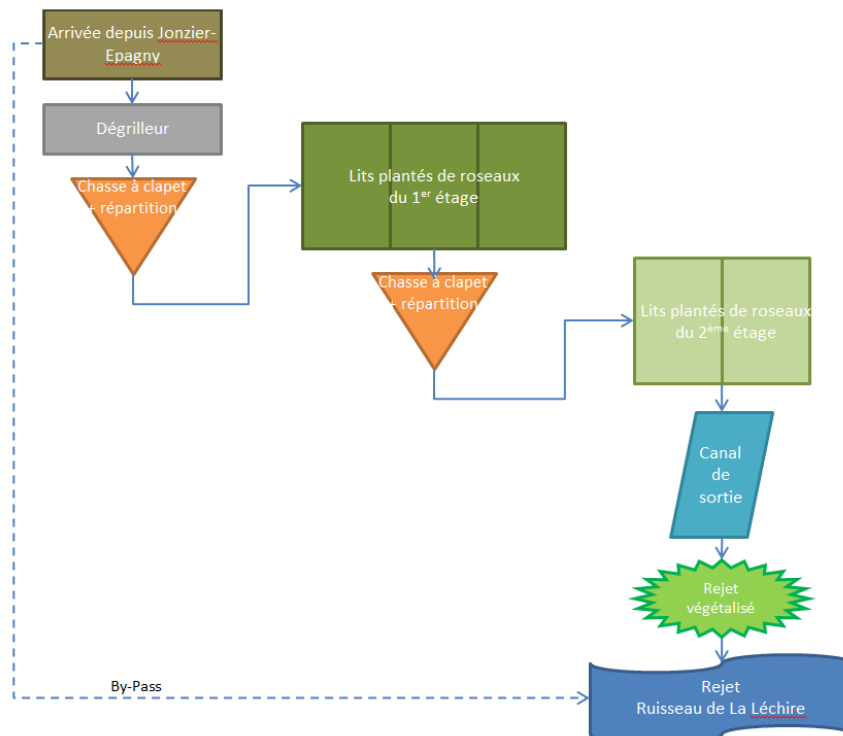 Arrivée depuis Jonzier-
Epagny
Dégrilleur
Chasse à clapet
+ répartition
Lits plantés de roseaux
du 1er étage
Chasse à clapet
+ répartition
Lits plantés de roseaux
du 2ème étage
Canal
de
sortie
Rejet
végétalisé
By-Pass
Rejet
Ruisseau de La Léchire